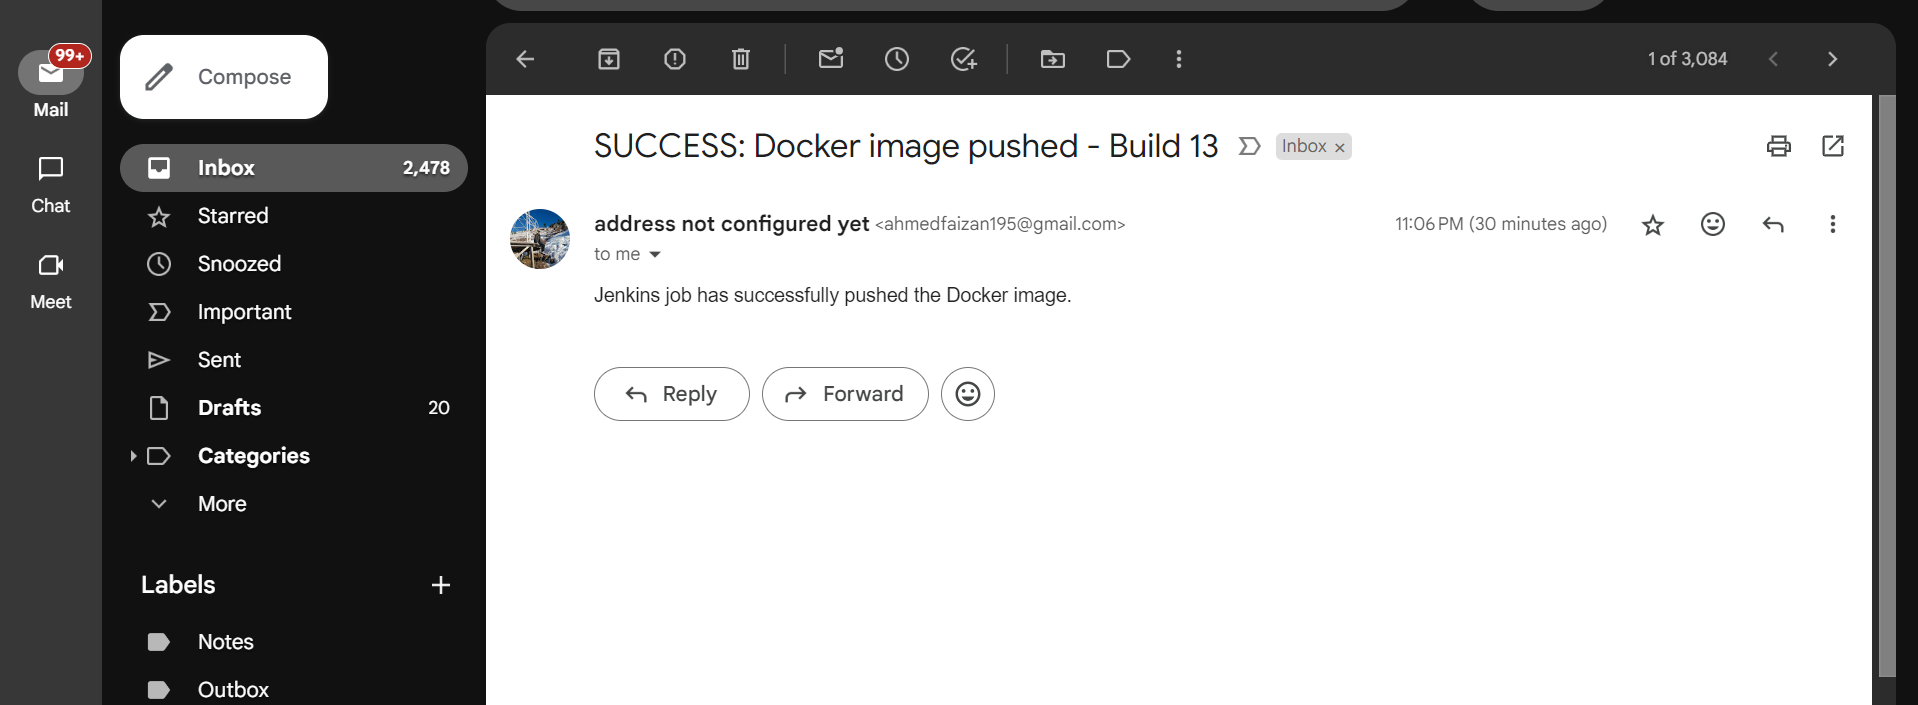 99+
Mail
Chat
Meet
Compose
Inbox 2,478
Starred
Snoozed
Important
Sent
Drafts 20
Categories
More
Labels +
Notes
Outbox
1 of 3,084
SUCCESS: Docker image pushed - Build 13 Inbox ×
address not configured yet <ahmedfaizan195@gmail.com> 11:06 PM (30 minutes ago)
to me
Jenkins job has successfully pushed the Docker image.
Reply Forward